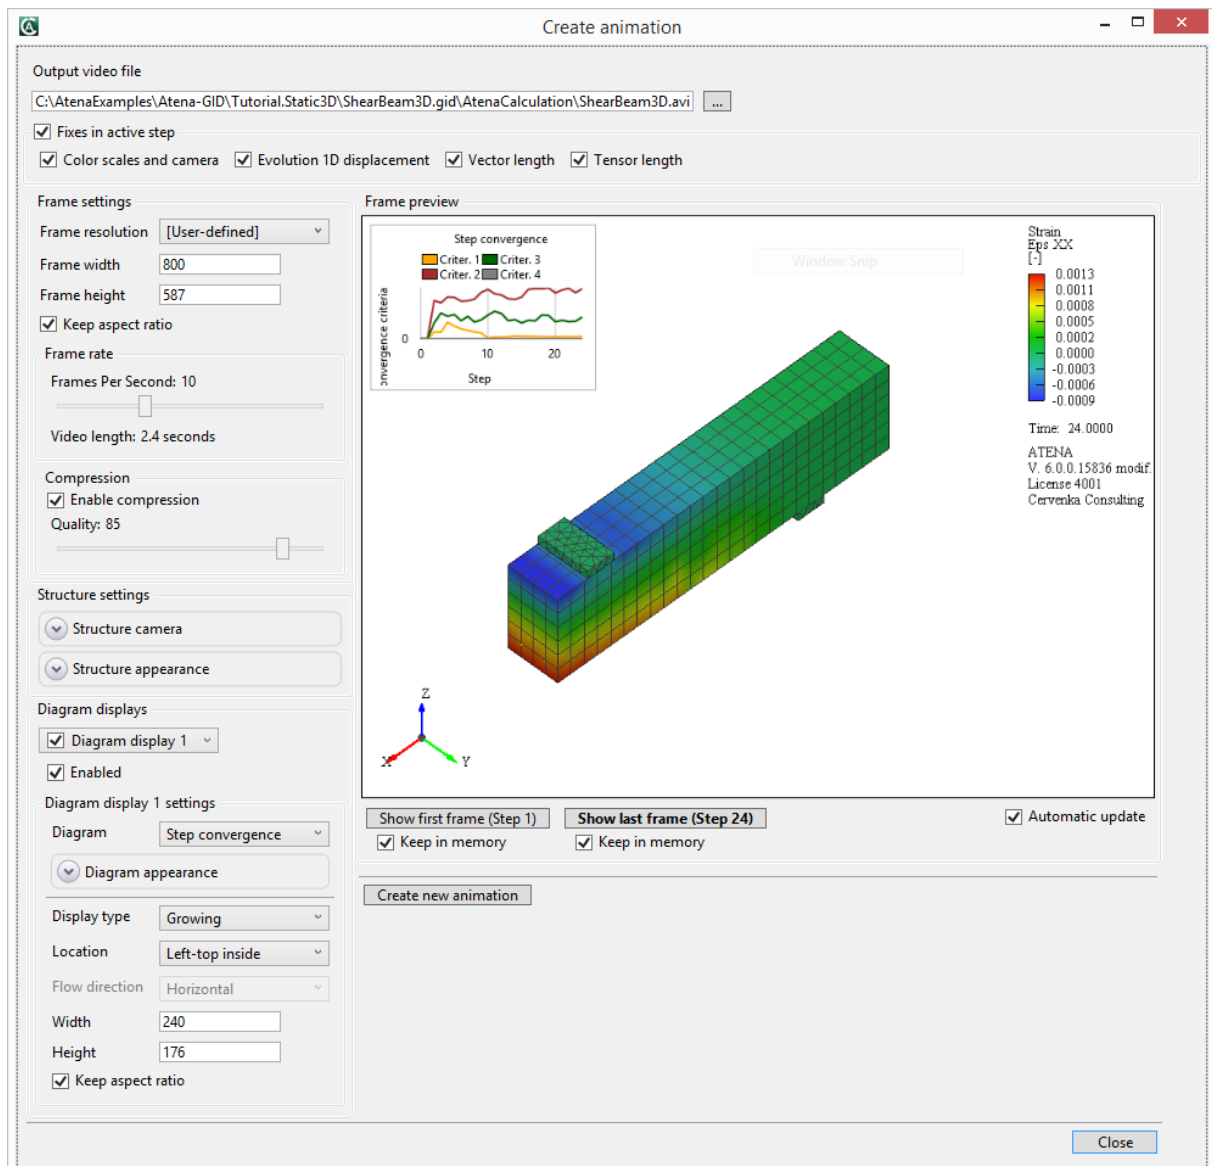 Create animation
Output video file
C:\AtenaExamples\Atena-GID\Tutorial.Static3D\ShearBeam3D.gid\AtenaCalculation\ShearBeam3D.avi ...
Fixes in active step
Color scales and camera Evolution 1D displacement Vector length Tensor length
Frame settings
Frame resolution [User-defined]
Frame width 800
Frame height 587
Keep aspect ratio
Frame rate
Frames Per Second: 10
Video length: 2.4 seconds
Compression
Enable compression
Quality: 85
Structure settings
Structure camera
Structure appearance
Diagram displays
Diagram display 1
Enabled
Diagram display 1 settings
Diagram Step convergence
Diagram appearance
Display type Growing
Location Left-top inside
Flow direction Horizontal
Width 240
Height 176
Keep aspect ratio
Frame preview
Step convergence
Criter. 1 Criter. 3
Criter. 2 Criter. 4
onvergence criteria
0
0 10 20
Step
Window Snip
Strain
Eps XX
[-]
0.0013
0.0011
0.0008
0.0005
0.0002
0.0000
-0.0003
-0.0006
-0.0009
Time: 24.0000
ATENA
V. 6.0.0.15836 modif.
License 4001
Cervenka Consulting
Z
X Y
Show first frame (Step 1) Show last frame (Step 24) Automatic update
Keep in memory Keep in memory
Create new animation
Close